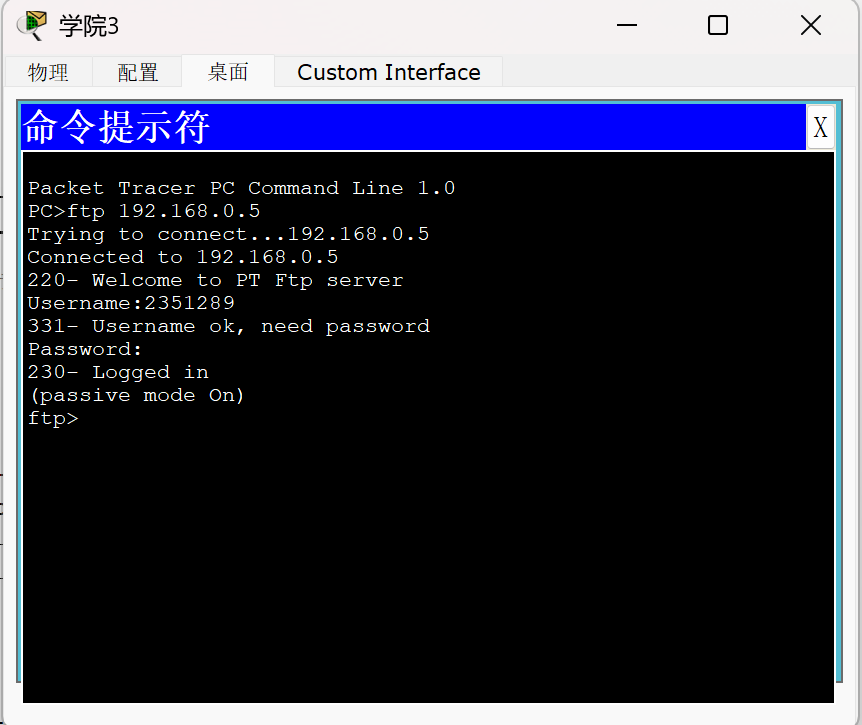 学院3
物理 配置 桌面 Custom Interface
命令提示符 X
Packet Tracer PC Command Line 1.0
PC>ftp 192.168.0.5
Trying to connect...192.168.0.5
Connected to 192.168.0.5
220- Welcome to PT Ftp server
Username:2351289
331- Username ok, need password
Password:
230- Logged in
(passive mode On)
ftp>